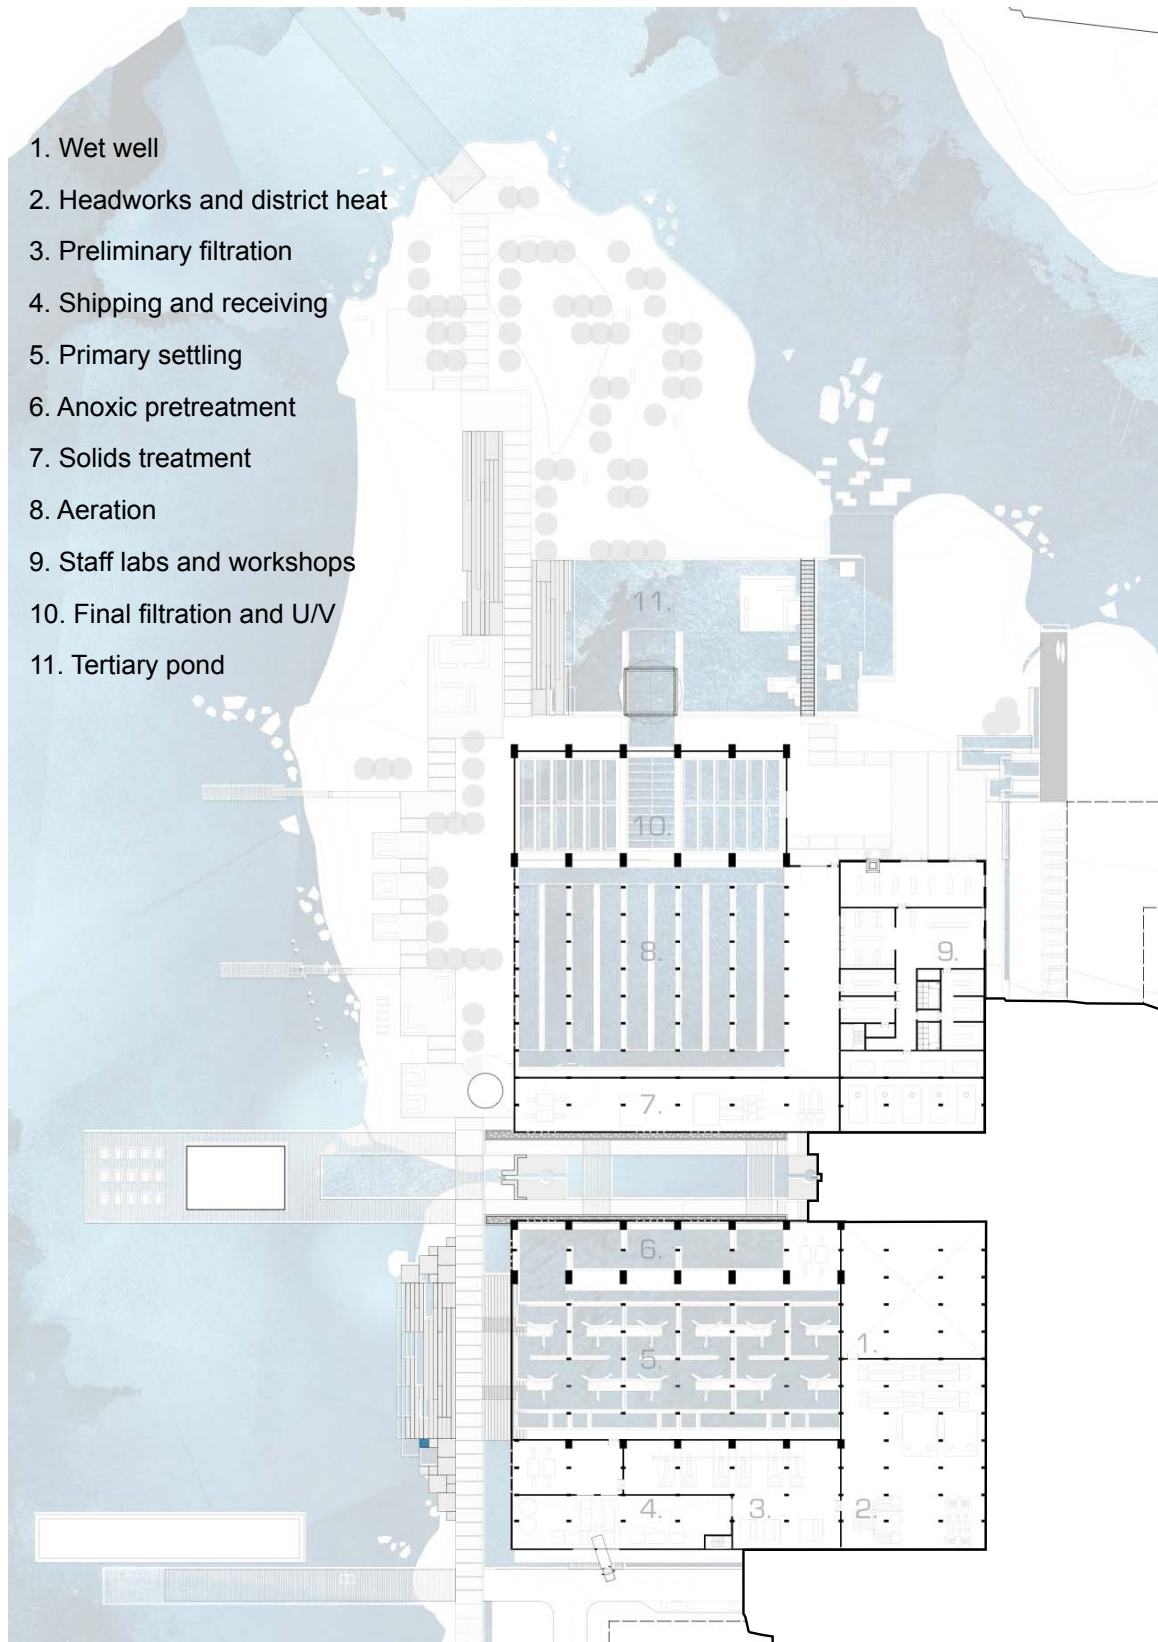 1. Wet well
2. Headworks and district heat
3. Preliminary filtration
4. Shipping and receiving
5. Primary settling
6. Anoxic pretreatment
7. Solids treatment
8. Aeration
9. Staff labs and workshops
10. Final filtration and U/V
11. Tertiary pond
11.
10.
8.
9.
7.
6.
1.
5.
4.
3.
2.